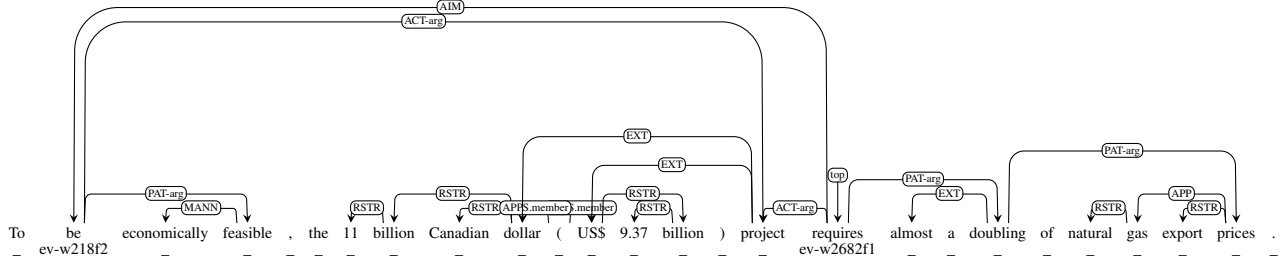 AIM
ACT-arg
EXT
EXT
PAT-arg
top
PAT-arg RSTR RSTR PAT-arg EXT APP
MANN RSTR RSTR APPS.member s.member RSTR ACT-arg RSTR RSTR
To be economically feasible , the 11 billion Canadian dollar ( US$ 9.37 billion ) project requires almost a doubling of natural gas export prices .
_ ev-w218f2 _ _ _ _ _ _ _ _ _ _ _ _ _ _ ev-w2682f1 _ _ _ _ _ _ _ _ _